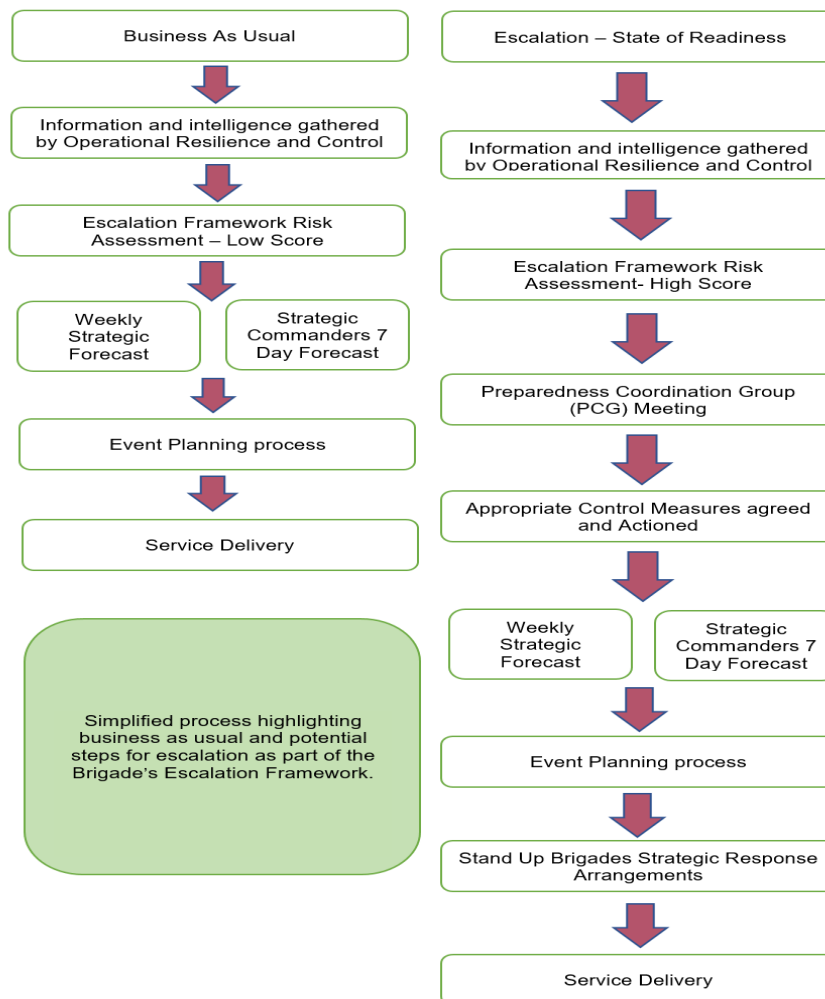 Business As Usual
Information and intelligence gathered
by Operational Resilience and Control
Escalation Framework Risk
Assessment – Low Score
Weekly
Strategic
Forecast
Strategic
Commanders 7
Day Forecast
Event Planning process
Service Delivery
Simplified process highlighting
business as usual and potential
steps for escalation as part of the
Brigade’s Escalation Framework.
Escalation – State of Readiness
Information and intelligence gathered
by Operational Resilience and Control
Escalation Framework Risk
Assessment- High Score
Preparedness Coordination Group
(PCG) Meeting
Appropriate Control Measures agreed
and Actioned
Weekly
Strategic
Forecast
Strategic
Commanders 7
Day Forecast
Event Planning process
Stand Up Brigades Strategic Response
Arrangements
Service Delivery